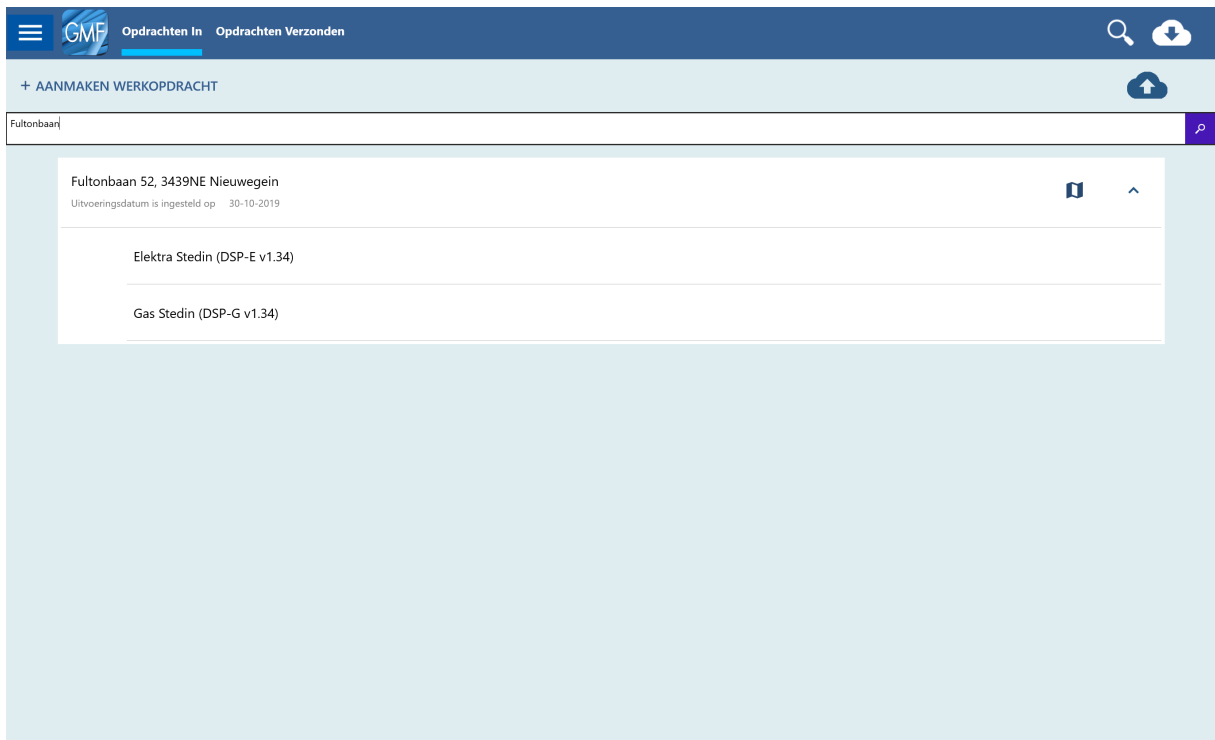 GMF
Opdrachten In
Opdrachten Verzonden
+ AANMAKEN WERKOPDRACHT
Fultonbaan
Fultonbaan 52, 3439NE Nieuwegein
Uitvoeringsdatum is ingesteld op 30-10-2019
Elektra Stedin (DSP-E v1.34)
Gas Stedin (DSP-G v1.34)